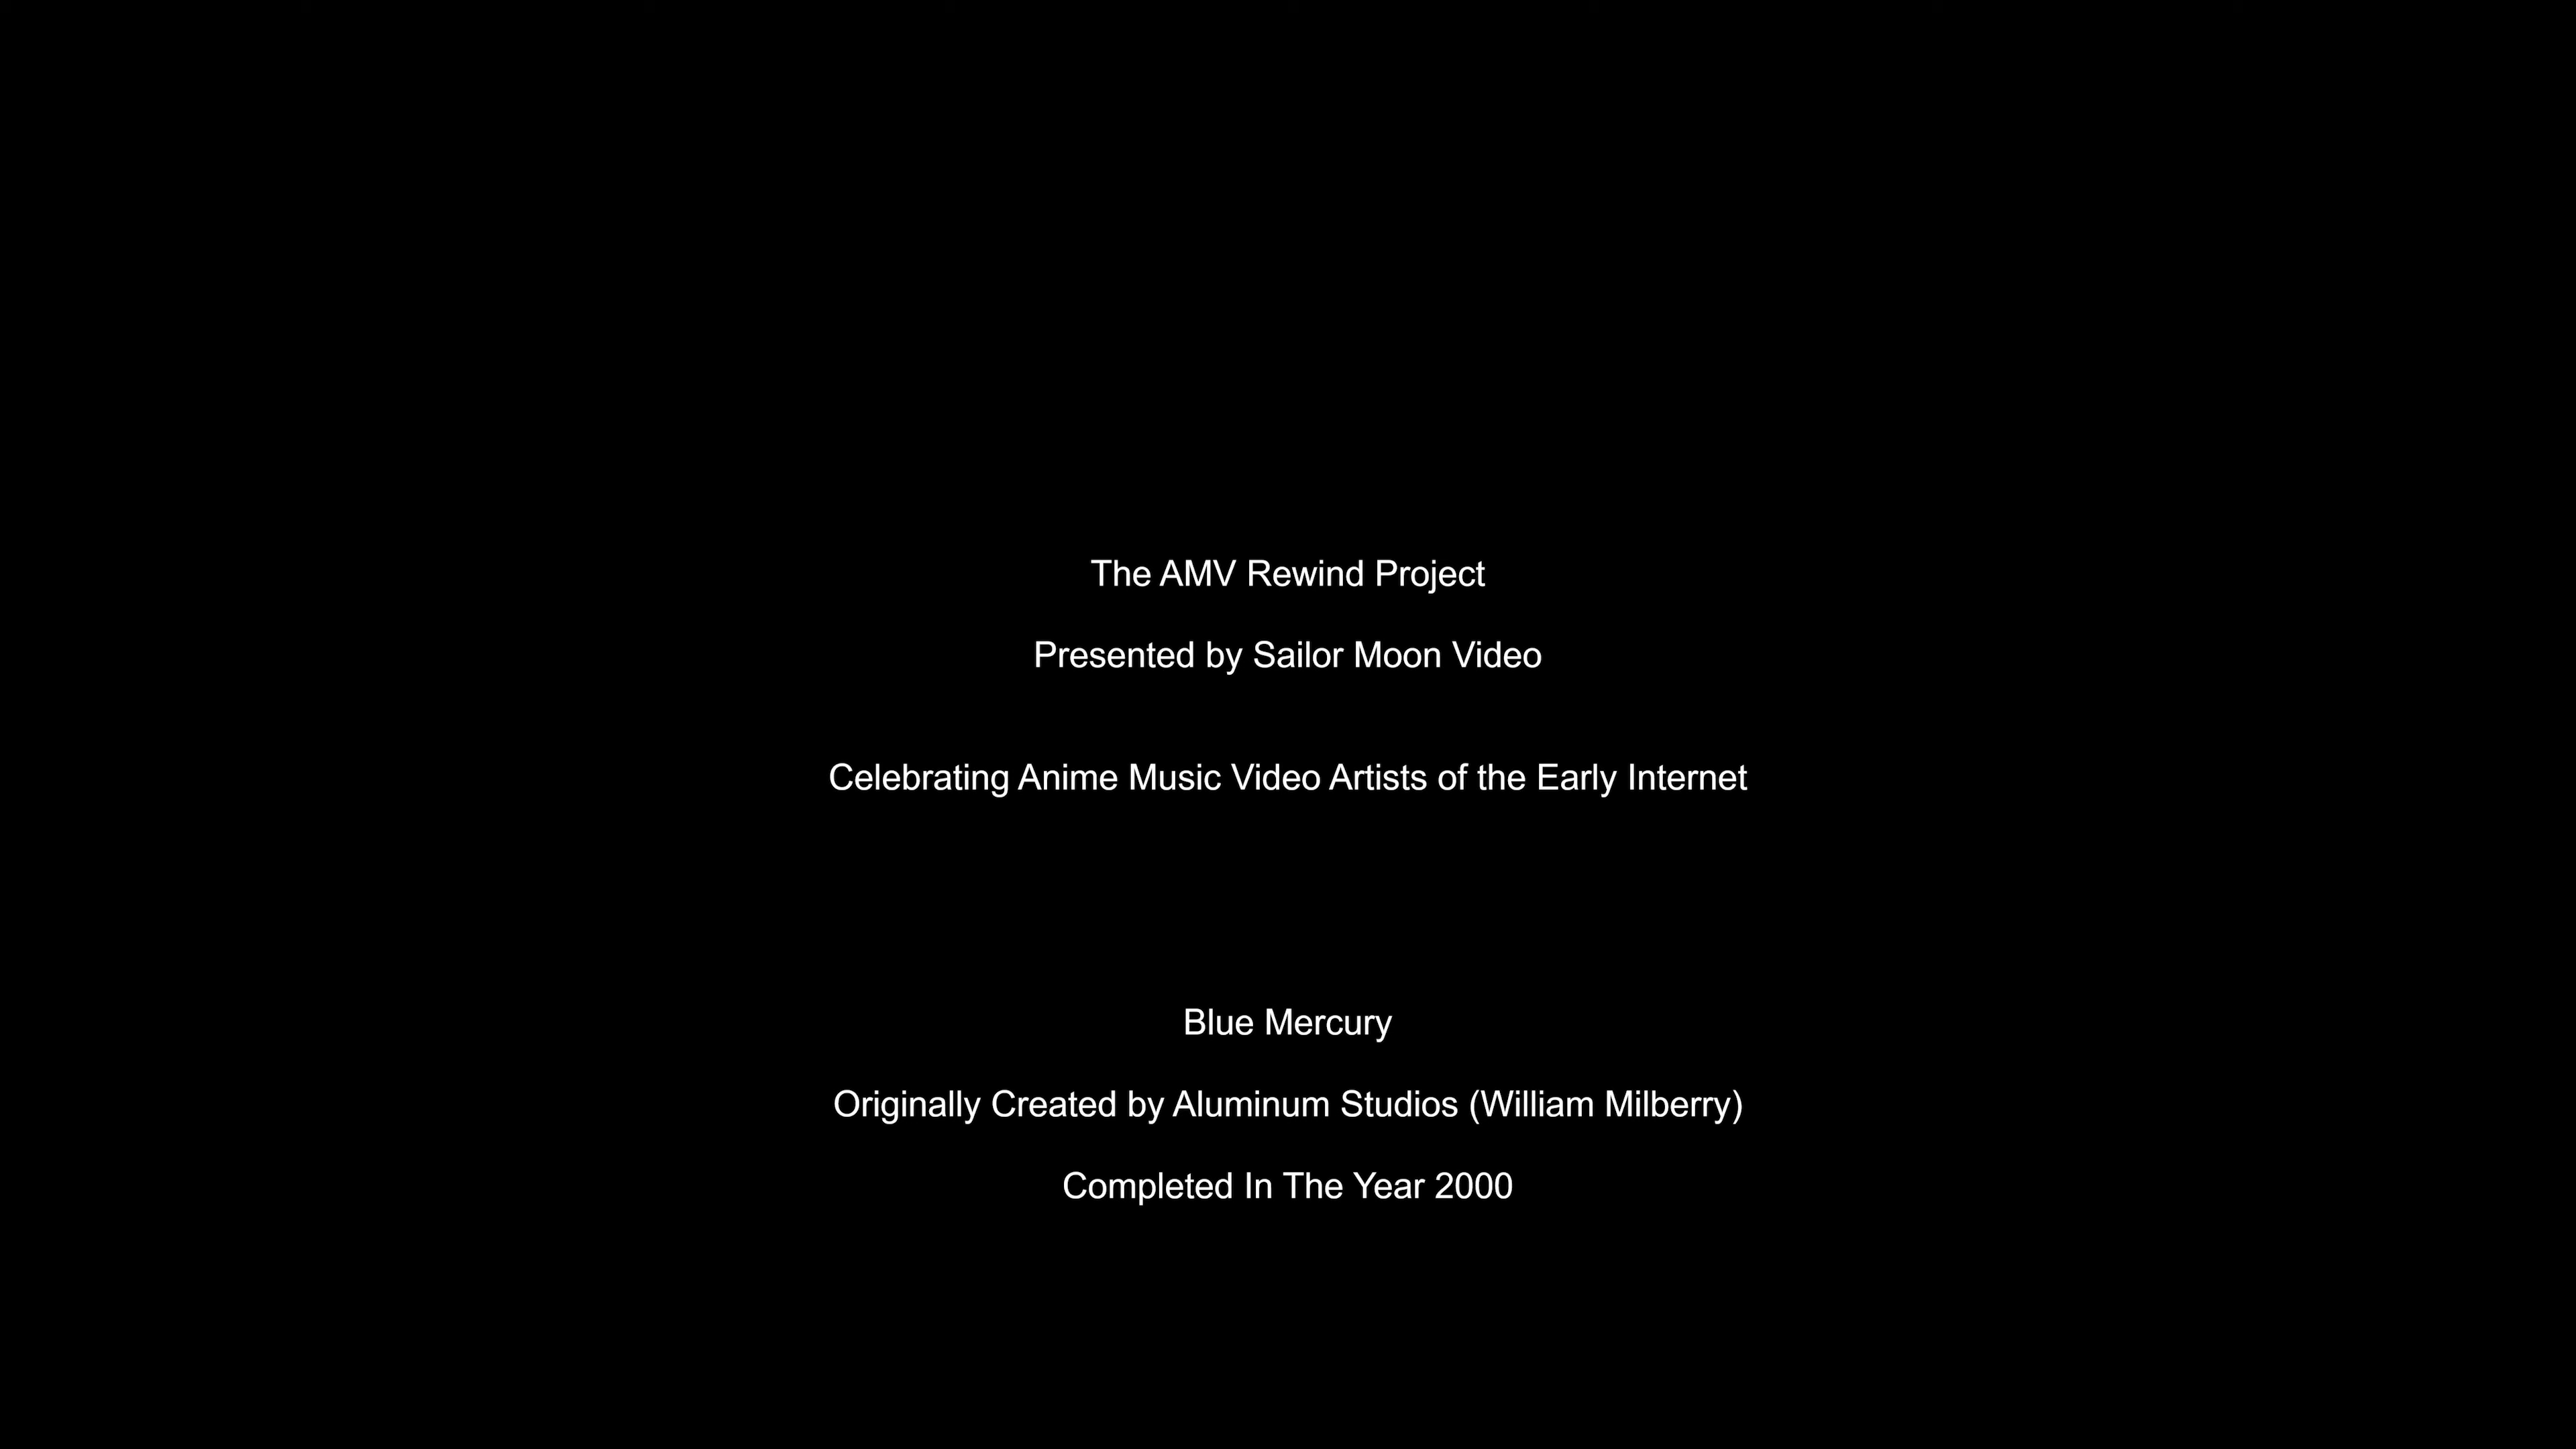 The AMV Rewind Project
Presented by Sailor Moon Video
Celebrating Anime Music Video Artists of the Early Internet
Blue Mercury
Originally Created by Aluminum Studios (William Milberry)
Completed In The Year 2000